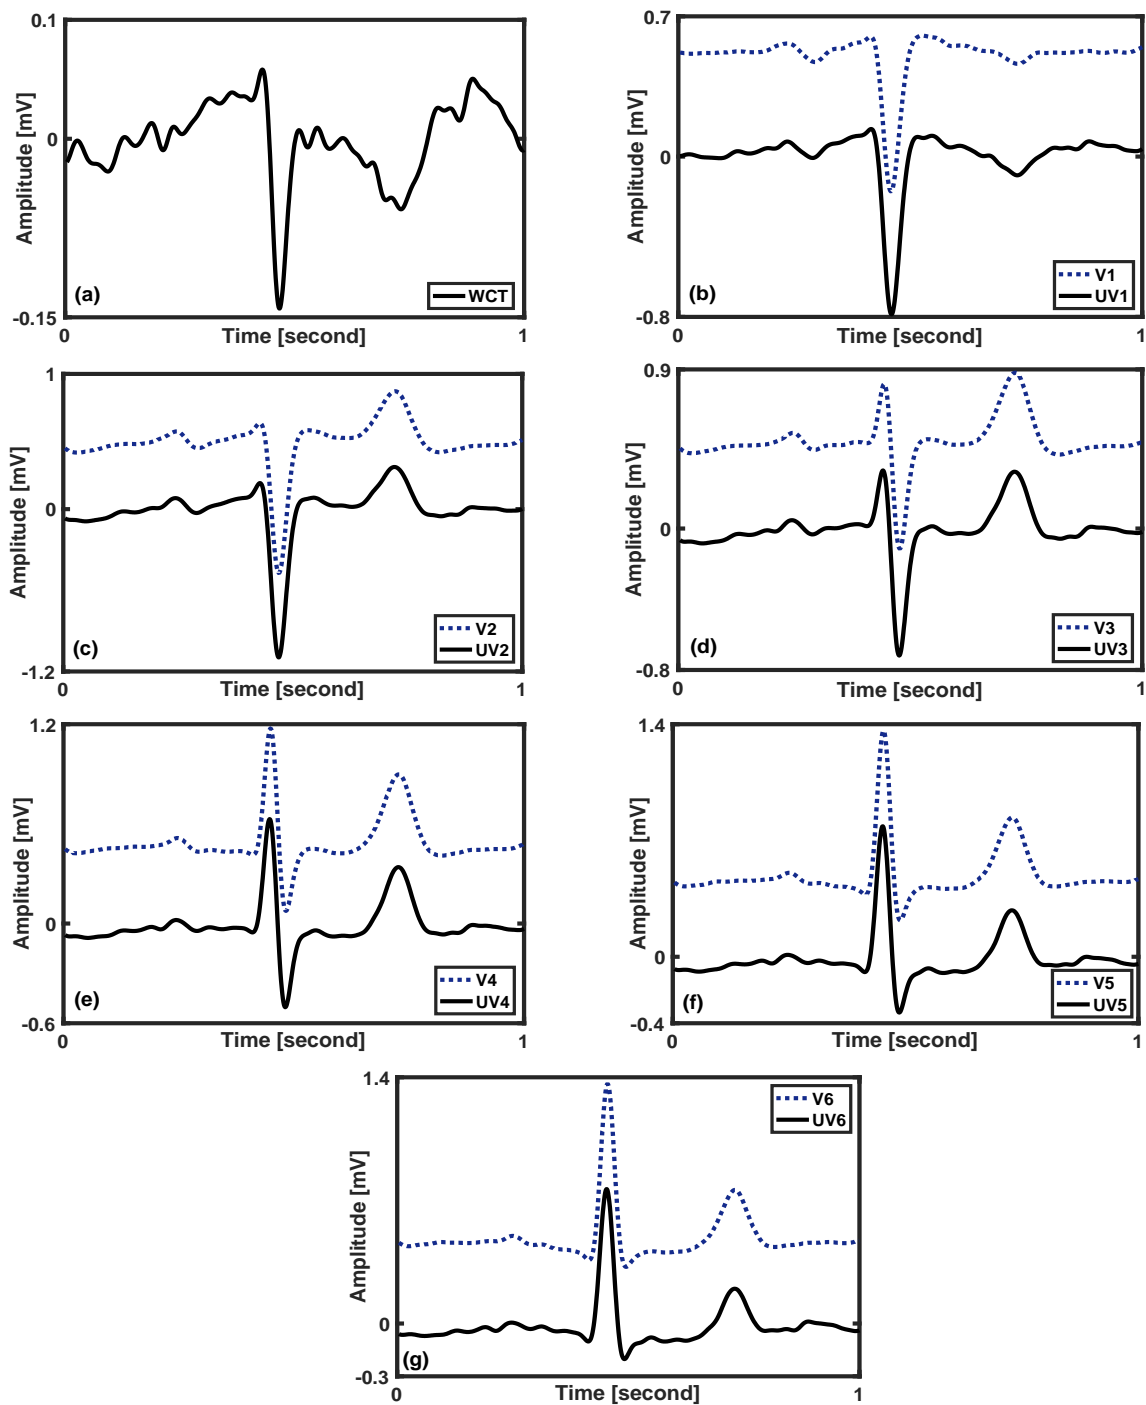 0.1
0
-0.15
Amplitude [mV]
(a)
WCT
0
Time [second]
1
0.7
0
-0.8
Amplitude [mV]
(b)
V1
UV1
0
Time [second]
1
1
0
-1.2
Amplitude [mV]
(c)
V2
UV2
0
Time [second]
1
0.9
0
-0.8
Amplitude [mV]
(d)
V3
UV3
0
Time [second]
1
1.2
0
-0.6
Amplitude [mV]
(e)
V4
UV4
0
Time [second]
1
1.4
0
-0.4
Amplitude [mV]
(f)
V5
UV5
0
Time [second]
1
1.4
0
-0.3
Amplitude [mV]
(g)
V6
UV6
0
Time [second]
1